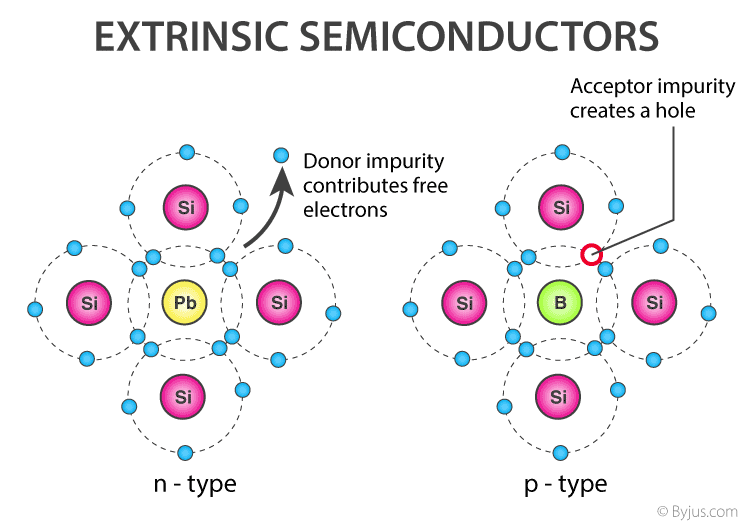 EXTRINSIC SEMICONDUCTORS
Acceptor impurity
creates a hole
Donor impurity
contributes free
electrons
Si
Si
Si
Pb
Si
Si
B
Si
Si
Si
n - type
p - type
© Byjus.com